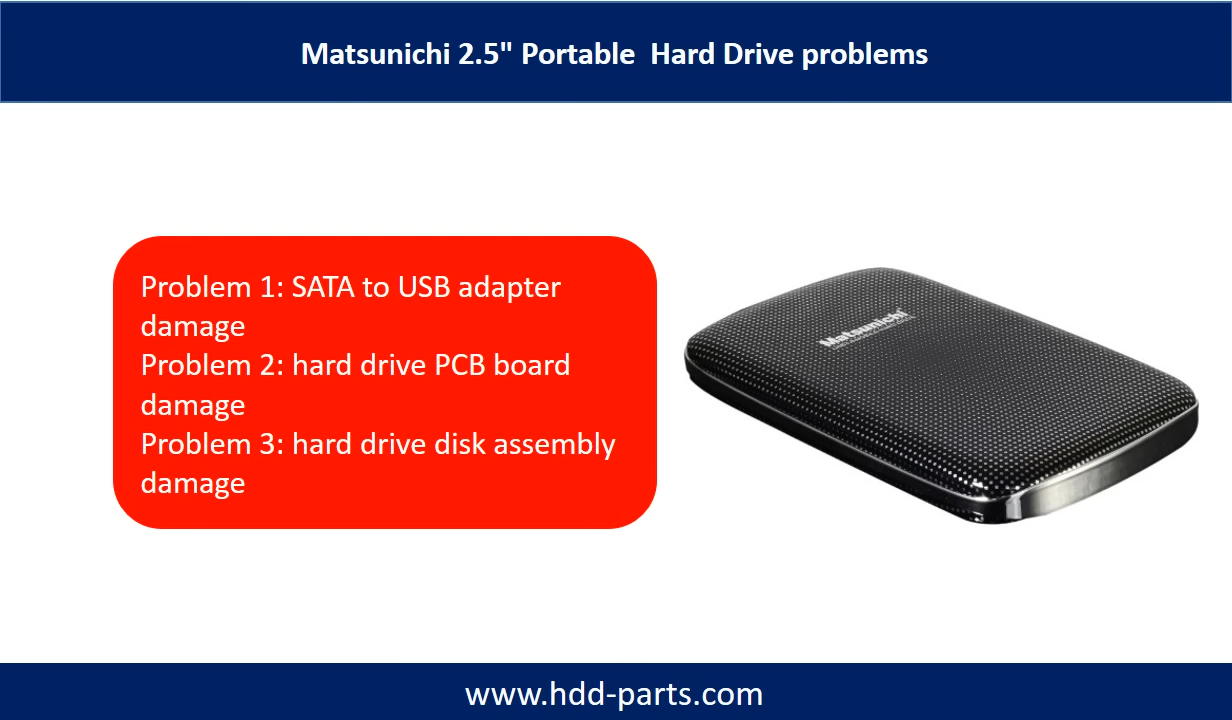 Matsunichi 2.5" Portable  Hard Drive problems
Problem 1: SATA to USB adapter
damage
Problem 2: hard drive PCB board
damage
Problem 3: hard drive disk assembly
damage
Matsunichi
www.hdd-parts.com